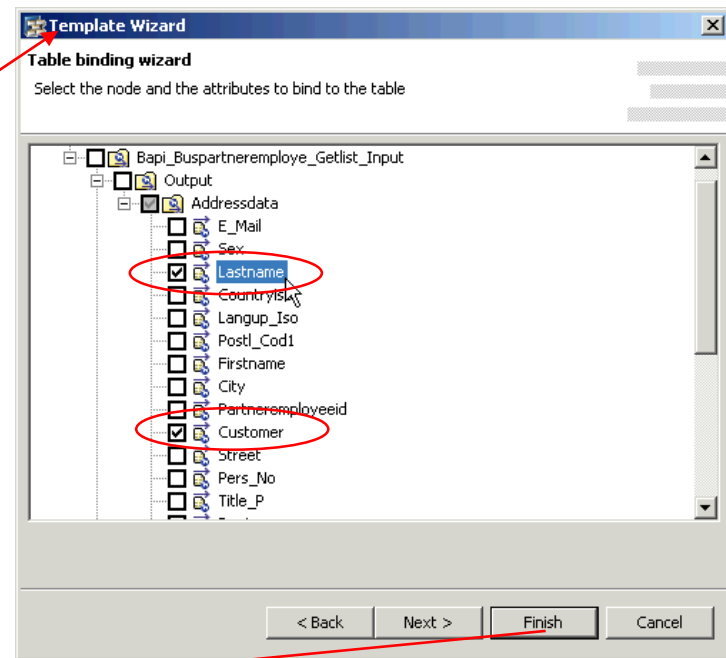 Template Wizard
Table binding wizard
Select the node and the attributes to bind to the table
Bapi_Buspartneremploye_Getlist_Input
Output
Addressdata
E_Mail
Sex
Lastname
Langup_Iso
Postl_Cod1
Firstname
City
Partneremployeeid
Customer
Street
Pers_No
Title_P
< Back Next > Finish Cancel